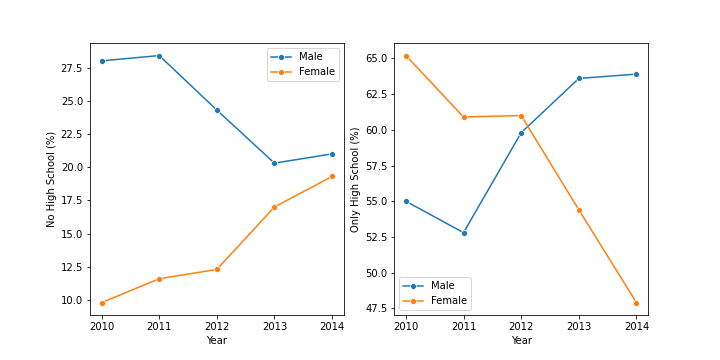 No High School (%)
27.5
25.0
22.5
20.0
17.5
15.0
12.5
10.0
2010 2011 2012 2013 2014
Year
Male
Female
Only High School (%)
65.0
62.5
60.0
57.5
55.0
52.5
50.0
47.5
2010 2011 2012 2013 2014
Year
Male
Female